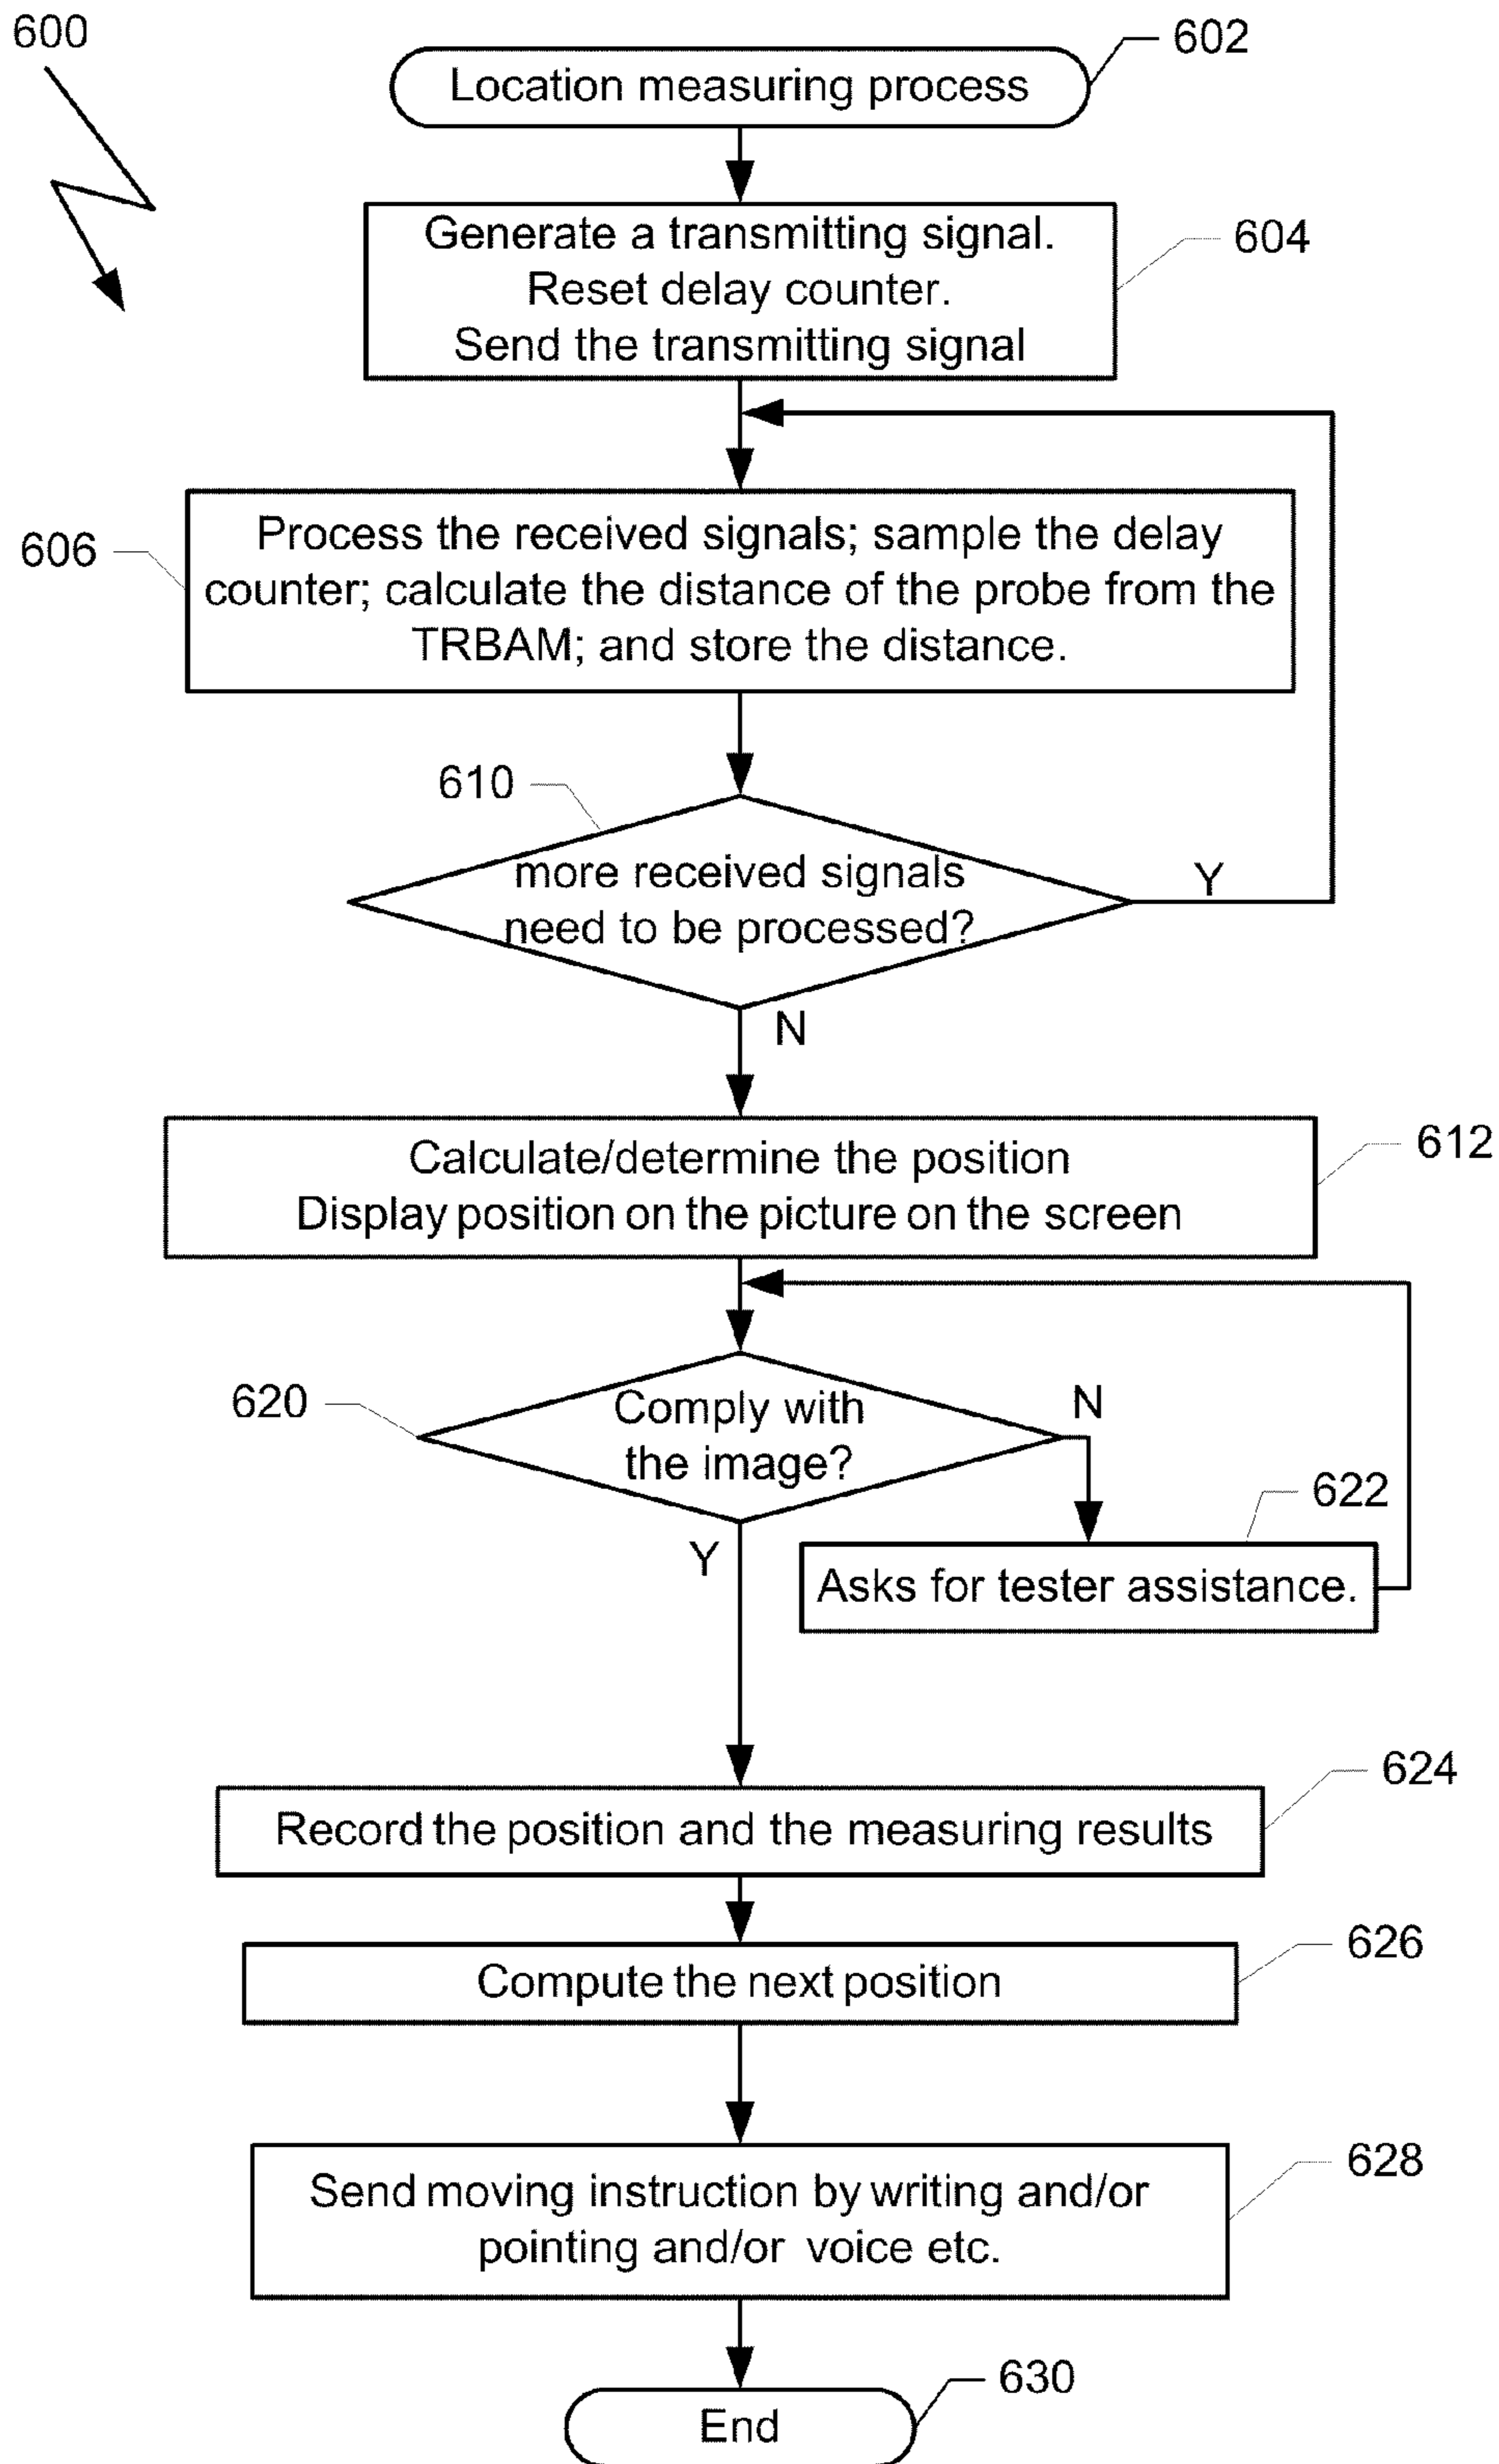 600
602
Location measuring process
604
Generate a transmitting signal.
Reset delay counter.
Send the transmitting signal
606
Process the received signals; sample the delay
counter; calculate the distance of the probe from the
TRBAM; and store the distance.
610
more received signals
need to be processed?
Y
N
612
Calculate/determine the position
Display position on the picture on the screen
620
Comply with
the image?
N
622
Y
Asks for tester assistance.
624
Record the position and the measuring results
626
Compute the next position
628
Send moving instruction by writing and/or
pointing and/or voice etc.
630
End